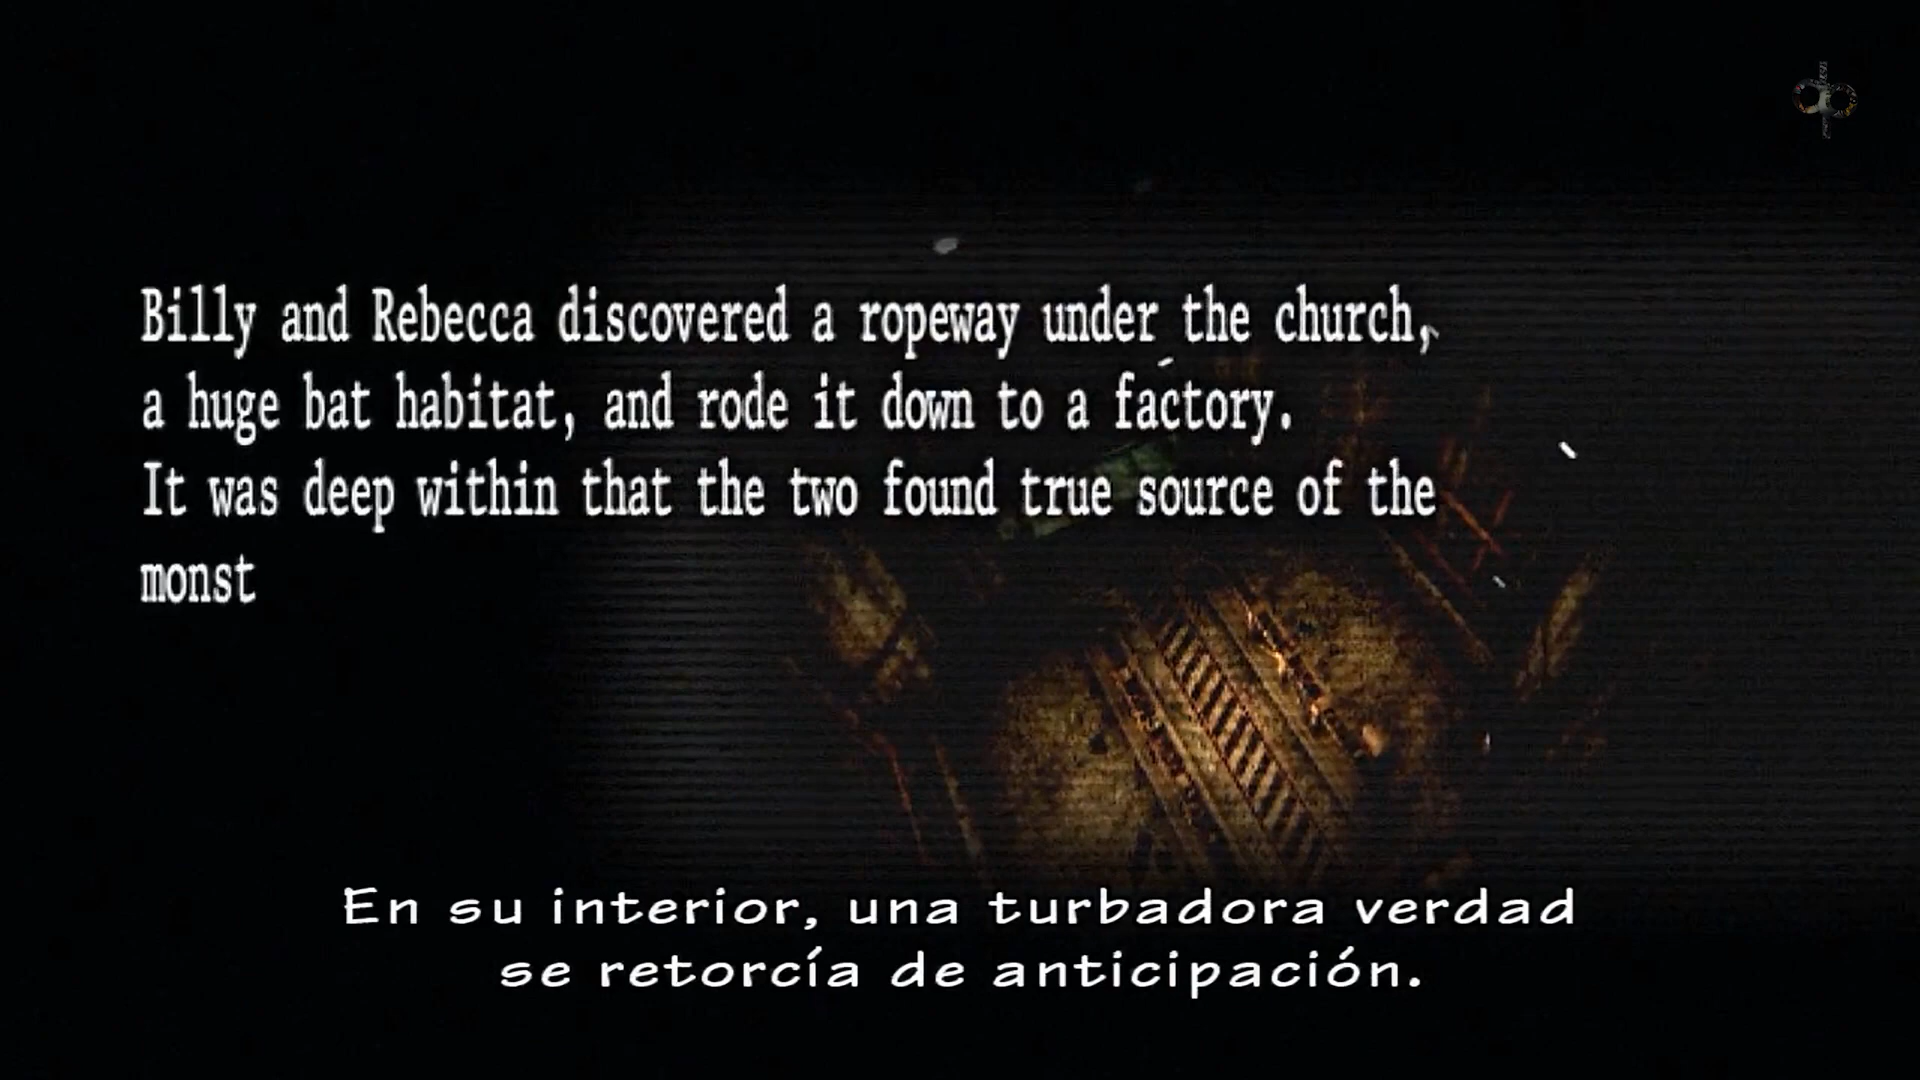 Billy and Rebecca discovered a ropeway under the church,
a huge bat habitat, and rode it down to a factory.
It was deep within that the two found true source of the
monst
En su interior, una turbadora verdad
se retorcía de anticipación.